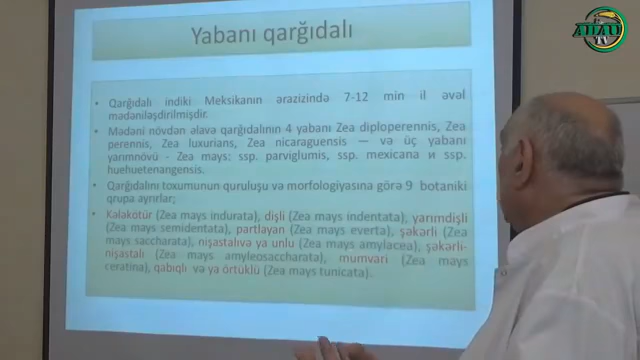 ADAU
TV
Yabanı qarğıdalı
• Qarğıdalı indiki Meksikanın ərazizində 7-12 min il əvəl
mədəniləşdirilmişdir.
• Mədəni növdən əlavə qarğıdalının 4 yabanı Zea diploperennis, Zea
perennis, Zea luxurians, Zea nicaraguensis — və üç yabanı
yarımnövü - Zea mays: ssp. parviglumis, ssp. mexicana и ssp.
huehuetenangensis.
• Qarğıdalını toxumunun quruluşu və morfologiyasına görə 9 botaniki
qrupa ayırırlar;
• Kələkötür (Zea mays indurata), dişli (Zea mays indentata), yarımdişli
(Zea mays semidentata), partlayan (Zea mays everta), şəkərli (Zea
mays saccharata), nişastalıvə ya unlu (Zea mays amylacea), şəkərli-
nişastalı (Zea mays amyleosaccharata), mumvari (Zea mays
ceratina), qabıqlı və ya örtüklü (Zea mays tunicata).